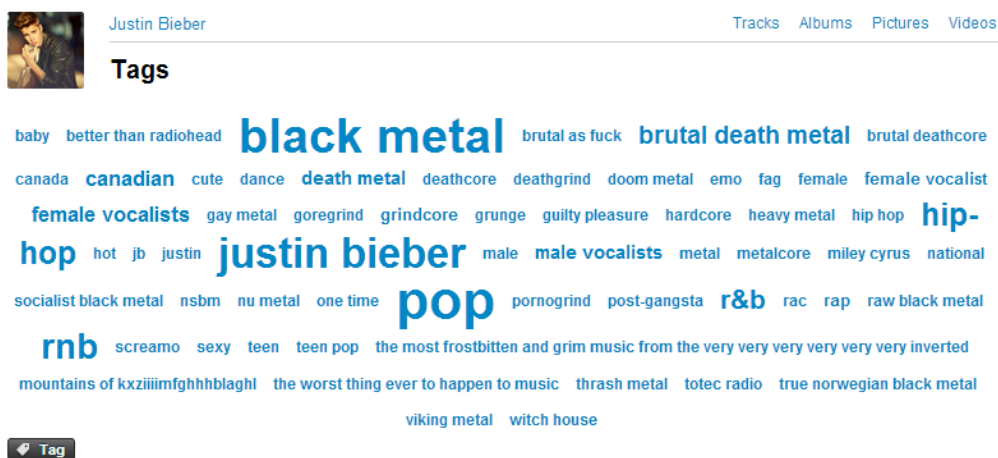 Justin Bieber Tracks Albums Pictures Videos
Tags
baby better than radiohead black metal brutal as fuck brutal death metal brutal deathcore
canada canadian cute dance death metal deathcore deathgrind doom metal emo fag female female vocalist
female vocalists gay metal goregrind grindcore grunge guilty pleasure hardcore heavy metal hip hop hip-
hop hot jb justin justin bieber male male vocalists metal metalcore miley cyrus national
socialist black metal nsbm nu metal one time pop pornogrind post-gangsta r&b rac rap raw black metal
rnb screamo sexy teen teen pop the most frostbitten and grim music from the very very very very very very inverted
mountains of kxziiiimfghhhblaghl the worst thing ever to happen to music thrash metal totec radio true norwegian black metal
viking metal witch house
Tag